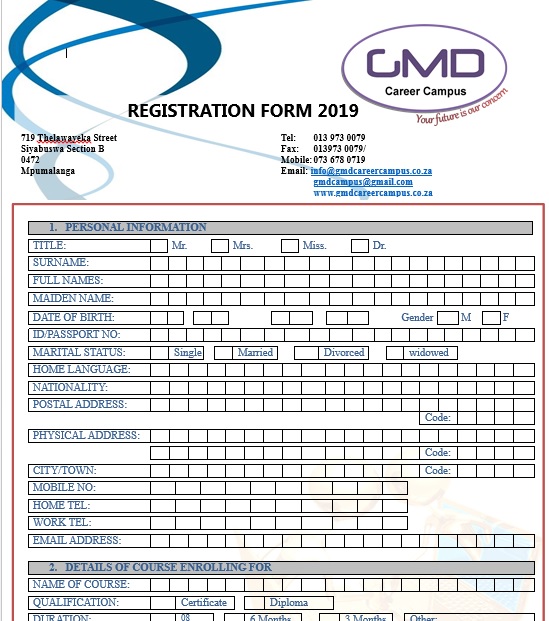 GMD
Career Campus
Your future is our concern
REGISTRATION FORM 2019
719 Thelawayeka Street
Siyabuswa Section B
0472
Mpumalanga
Tel: 013 973 0079
Fax: 013973 0079/
Mobile: 073 678 0719
Email: info@gmdcareercampus.co.za
gmdcampus@gmail.com
www.gmdcareercampus.co.za
1. PERSONAL INFORMATION
TITLE: Mr. Mrs. Miss. Dr.
SURNAME:
FULL NAMES:
MAIDEN NAME:
DATE OF BIRTH: Gender M F
ID/PASSPORT NO:
MARITAL STATUS: Single Married Divorced widowed
HOME LANGUAGE:
NATIONALITY:
POSTAL ADDRESS:
Code:
PHYSICAL ADDRESS:
Code:
CITY/TOWN: Code:
MOBILE NO:
HOME TEL:
WORK TEL:
EMAIL ADDRESS:
2. DETAILS OF COURSE ENROLLING FOR
NAME OF COURSE:
QUALIFICATION: Certificate Diploma
DURATION: 08 6 Months 3 Months Other: